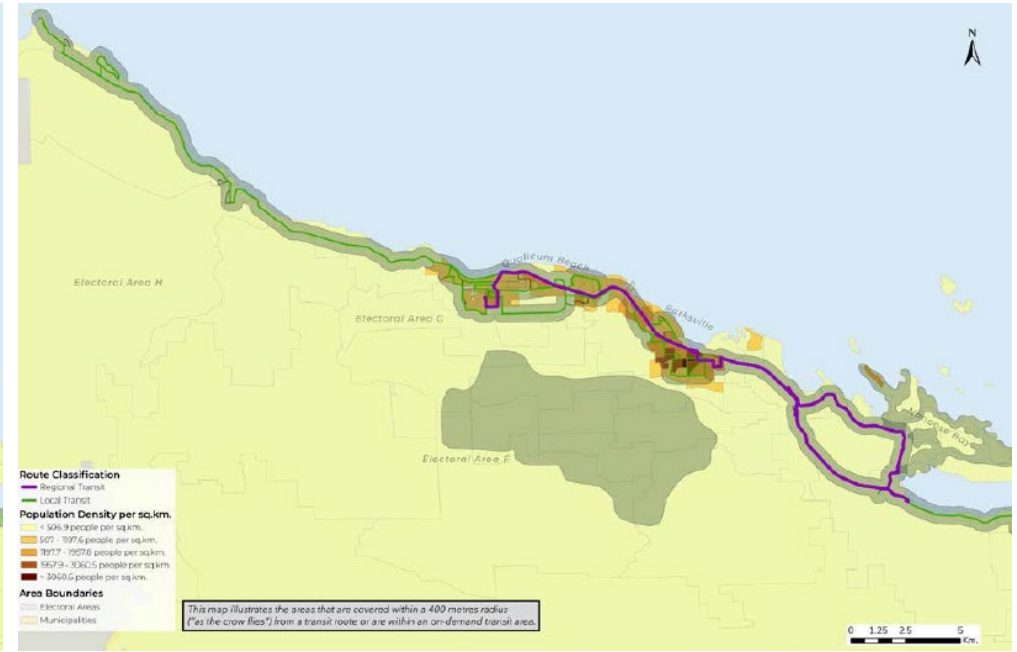 N
Qualicum Beach
Parksville
Electoral Area H
Electoral Area G
Nanoose Bay
Electoral Area F
Route Classification
Regional Transit
Local Transit
Population Density per sq.km.
< 506.9 people per sq.km.
507 - 1197.6 people per sq.km.
1197.7 - 1957.8 people per sq.km.
1957.9 - 3060.5 people per sq.km.
> 3060.5 people per sq.km.
Area Boundaries
Electoral Areas
Municipalities
This map illustrates the areas that are covered within a 400 metres radius
("as the crow flies") from a transit route or are within an on-demand transit area.
0 1.25 2.5 5
Km.